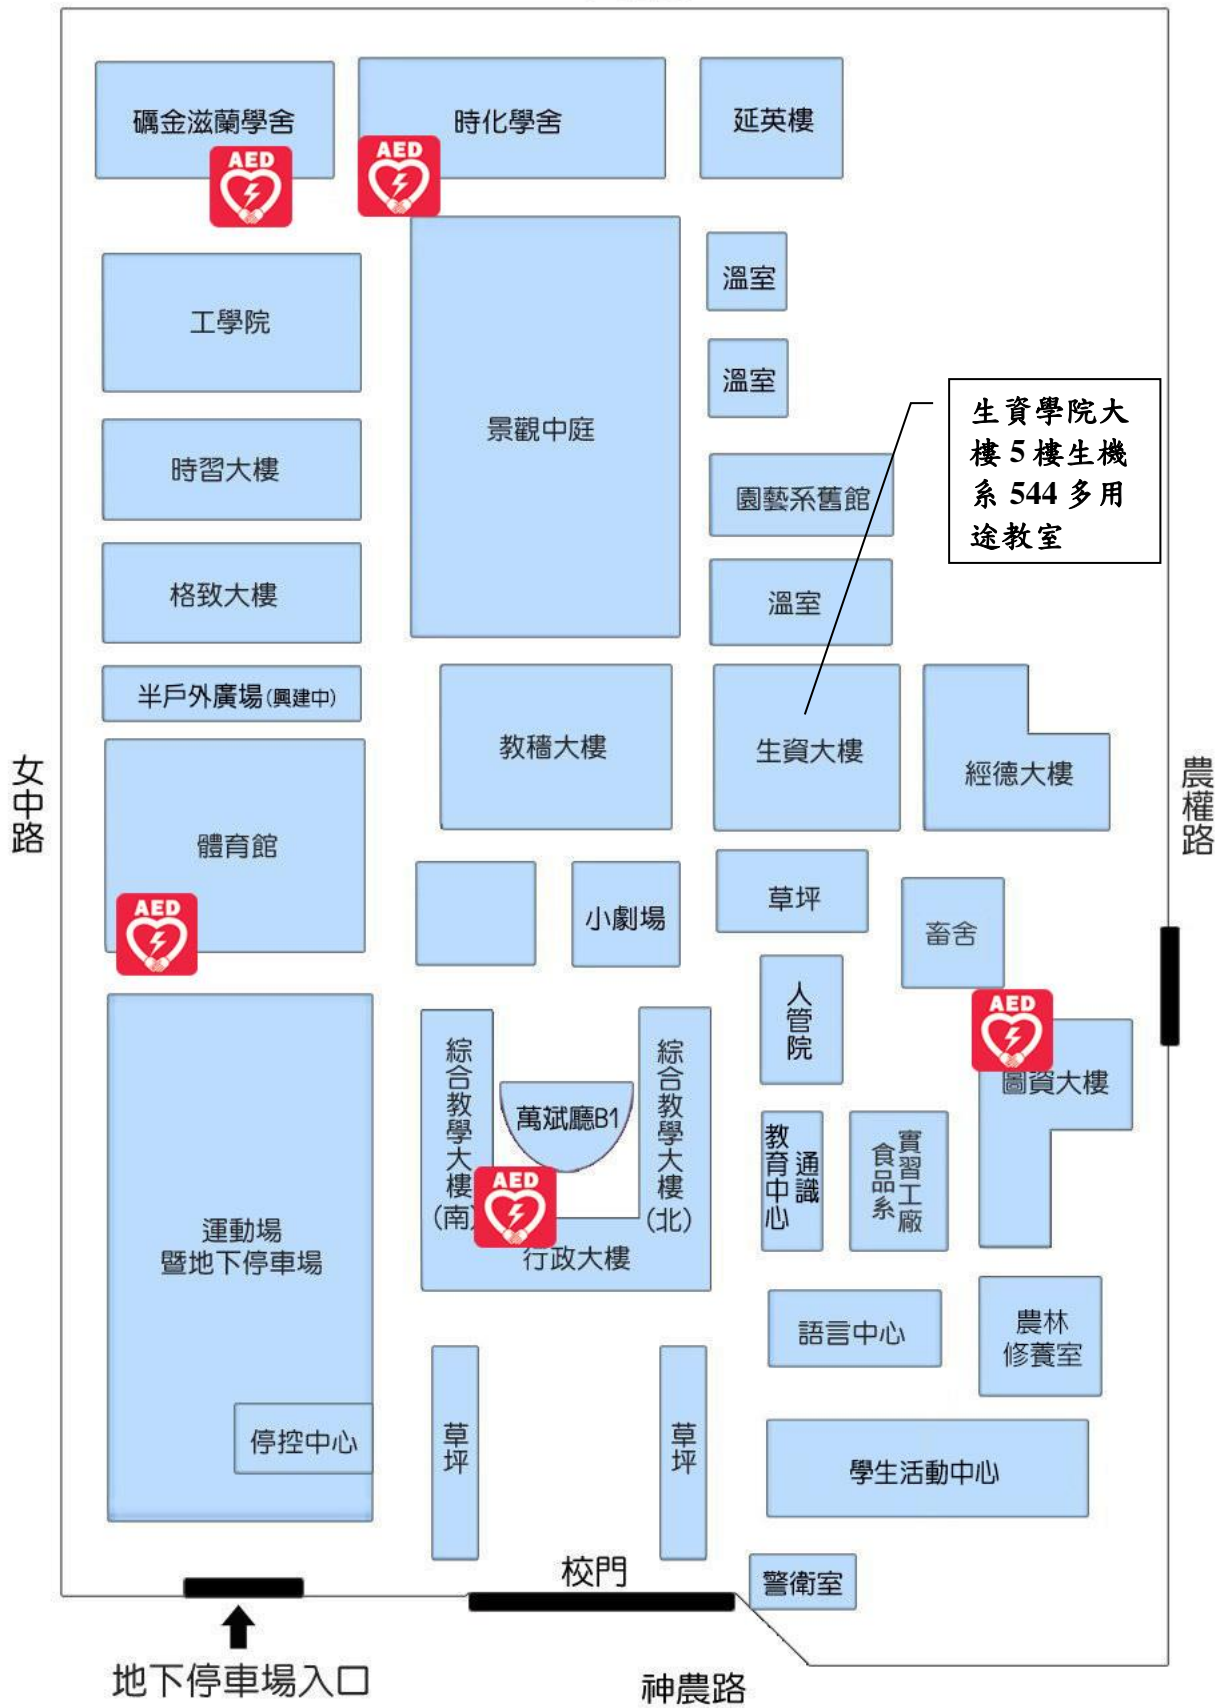 礪金滋蘭學舍
時化學舍
延英樓
AED
AED
溫室
工學院
溫室
景觀中庭
生資學院大
樓 5 樓生機
系 544 多用
途教室
時習大樓
園藝系舊館
格致大樓
溫室
半戶外廣場(興建中)
教穡大樓
生資大樓
經德大樓
女中路
農權路
體育館
AED
小劇場
草坪
畜舍
人管院
AED
圖資大樓
綜合教學大樓(南)
萬斌廳B1
綜合教學大樓(北)
AED
行政大樓
通識
教育中心
實習工廠
食品系
運動場
暨地下停車場
語言中心
農林
修養室
停控中心
草坪
草坪
學生活動中心
校門
警衛室
地下停車場入口
神農路